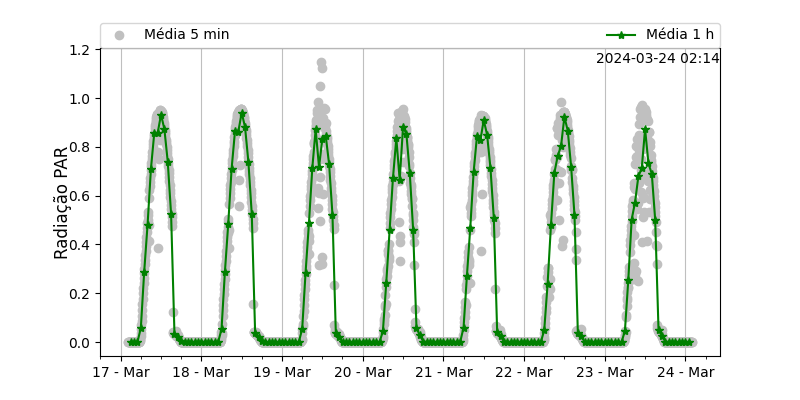 Média 5 min
Média 1 h
2024-03-24 02:14
Radiação PAR
1.2
1.0
0.8
0.6
0.4
0.2
0.0
17 - Mar
18 - Mar
19 - Mar
20 - Mar
21 - Mar
22 - Mar
23 - Mar
24 - Mar